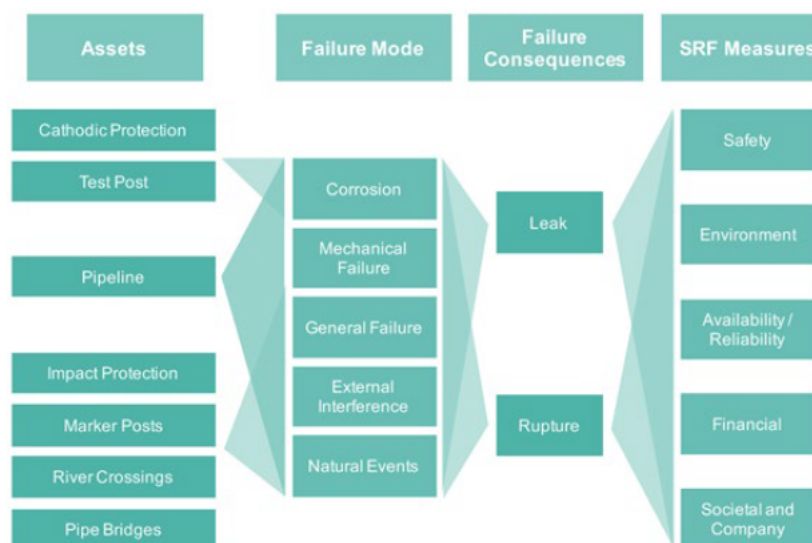 Assets
Failure Mode
Failure
Consequences
SRF Measures
Cathodic Protection
Test Post
Pipeline
Impact Protection
Marker Posts
River Crossings
Pipe Bridges
Corrosion
Mechanical
Failure
General Failure
External
Interference
Natural Events
Leak
Rupture
Safety
Environment
Availability /
Reliability
Financial
Societal and
Company